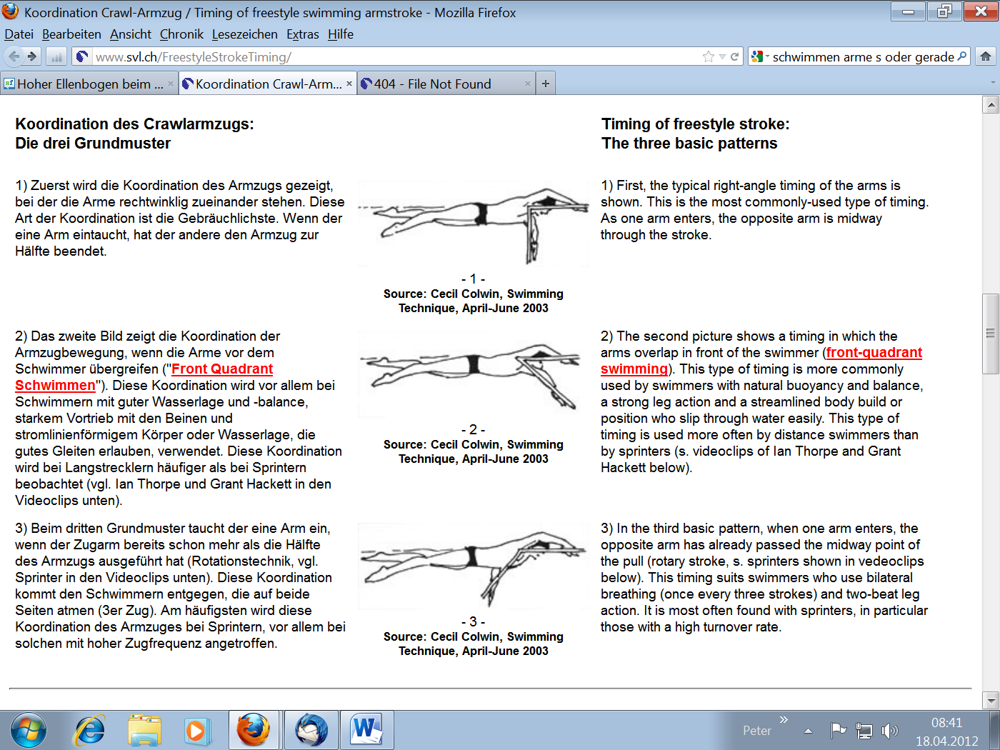 Koordination Crawl-Armzug / Timing of freestyle swimming armstroke - Mozilla Firefox
Datei Bearbeiten Ansicht Chronik Lesezeichen Extras Hilfe
www.svl.ch/FreestyleStrokeTiming/
schwimmen arme s oder gerade
Hoher Ellenbogen beim ...
Koordination Crawl-Arm...
404 - File Not Found
Koordination des Crawlarmzugs:
Die drei Grundmuster
Timing of freestyle stroke:
The three basic patterns
1) Zuerst wird die Koordination des Armzugs gezeigt,
bei der die Arme rechtwinklig zueinander stehen. Diese
Art der Koordination ist die Gebräuchlichste. Wenn der
eine Arm eintaucht, hat der andere den Armzug zur
Hälfte beendet.
- 1 -
Source: Cecil Colwin, Swimming
Technique, April-June 2003
1) First, the typical right-angle timing of the arms is
shown. This is the most commonly-used type of timing.
As one arm enters, the opposite arm is midway
through the stroke.
2) Das zweite Bild zeigt die Koordination der
Armzugbewegung, wenn die Arme vor dem
Schwimmer übergreifen ("Front Quadrant
Schwimmen"). Diese Koordination wird vor allem bei
Schwimmern mit guter Wasserlage und -balance,
starkem Vortrieb mit den Beinen und
stromlinienförmigem Körper oder Wasserlage, die
gutes Gleiten erlauben, verwendet. Diese Koordination
wird bei Langstrecklern häufiger als bei Sprintern
beobachtet (vgl. Ian Thorpe und Grant Hackett in den
Videoclips unten).
- 2 -
Source: Cecil Colwin, Swimming
Technique, April-June 2003
2) The second picture shows a timing in which the
arms overlap in front of the swimmer (front-quadrant
swimming). This type of timing is more commonly
used by swimmers with natural buoyancy and balance,
a strong leg action and a streamlined body build or
position who slip through water easily. This type of
timing is used more often by distance swimmers than
by sprinters (s. videoclips of Ian Thorpe and Grant
Hackett below).
3) Beim dritten Grundmuster taucht der eine Arm ein,
wenn der Zugarm bereits schon mehr als die Hälfte
des Armzugs ausgeführt hat (Rotationstechnik, vgl.
Sprinter in den Videoclips unten). Diese Koordination
kommt den Schwimmern entgegen, die auf beide
Seiten atmen (3er Zug). Am häufigsten wird diese
Koordination des Armzuges bei Sprintern, vor allem bei
solchen mit hoher Zugfrequenz angetroffen.
- 3 -
Source: Cecil Colwin, Swimming
Technique, April-June 2003
3) In the third basic pattern, when one arm enters, the
opposite arm has already passed the midway point of
the pull (rotary stroke, s. sprinters shown in vedeoclips
below). This timing suits swimmers who use bilateral
breathing (once every three strokes) and two-beat leg
action. It is most often found with sprinters, in particular
those with a high turnover rate.
Peter
08:41
18.04.2012